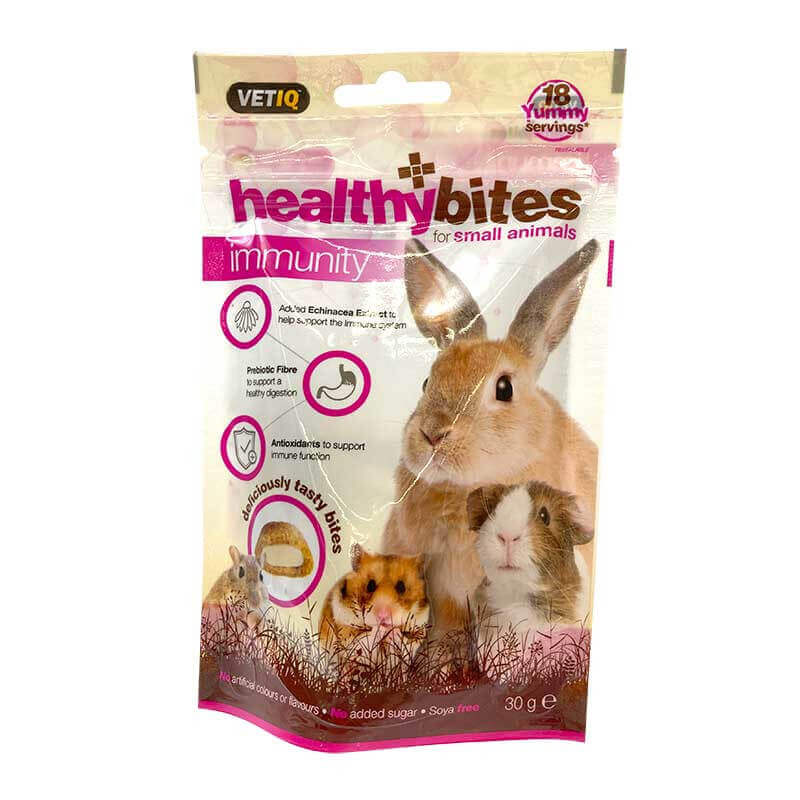 VETIQ
18
Yummy
servings*
RESEALABLE
healthybites
for small animals
immunity
Added Echinacea Extract to
help support the immune system
Prebiotic Fibre
to support a
healthy digestion
Antioxidants to support
immune function
deliciously tasty bites
No artificial colours or flavours • No added sugar • Soya free
30 g ℮